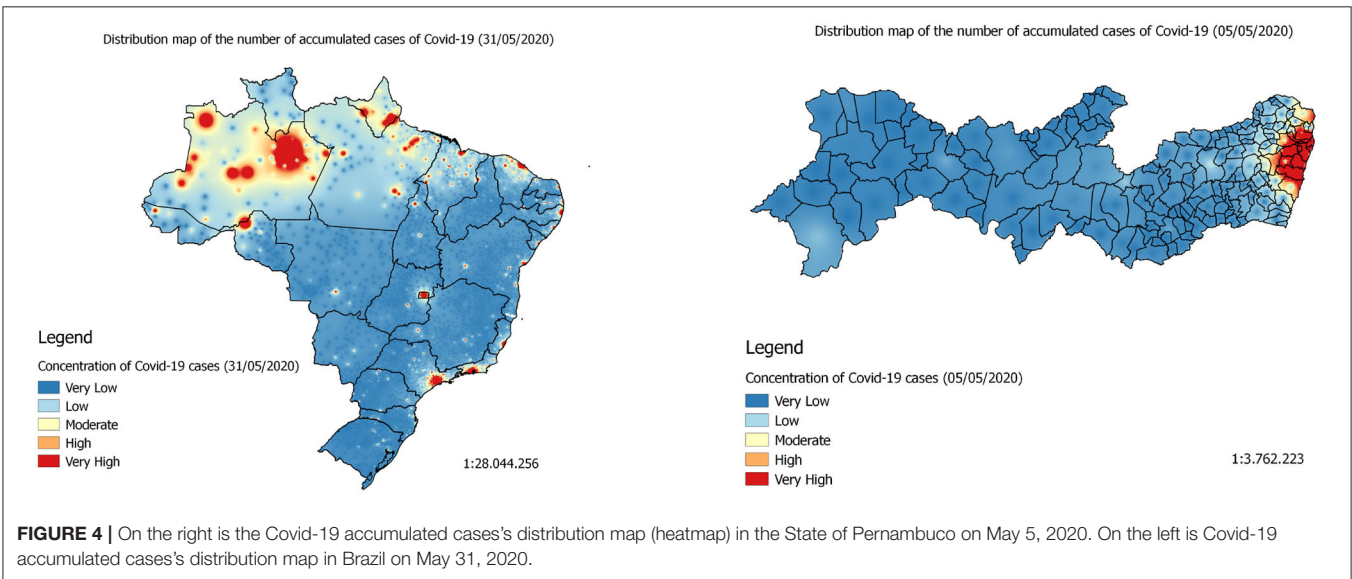 Distribution map of the number of accumulated cases of Covid-19 (31/05/2020)
Legend
Concentration of Covid-19 cases (31/05/2020)
Very Low
Low
Moderate
High
Very High
1:28.044.256
Distribution map of the number of accumulated cases of Covid-19 (05/05/2020)
Legend
Concentration of Covid-19 cases (05/05/2020)
Very Low
Low
Moderate
High
Very High
1:3.762.223
FIGURE 4 | On the right is the Covid-19 accumulated cases's distribution map (heatmap) in the State of Pernambuco on May 5, 2020. On the left is Covid-19
accumulated cases's distribution map in Brazil on May 31, 2020.